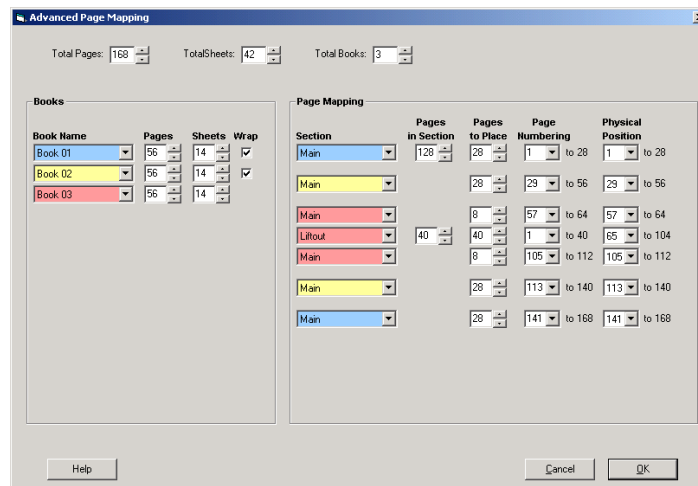 Advanced Page Mapping
Total Pages: 168 TotalSheets: 42 Total Books: 3
Books
Book Name Pages Sheets Wrap
Book 01 56 14
Book 02 56 14
Book 03 56 14
Page Mapping
Section Pages in Section Pages to Place Page Numbering Physical Position
Main 128 28 1 to 28 1 to 28
Main 28 29 to 56 29 to 56
Main 8 57 to 64 57 to 64
Liftout 40 40 1 to 40 65 to 104
Main 8 105 to 112 105 to 112
Main 28 113 to 140 113 to 140
Main 28 141 to 168 141 to 168
Help Cancel OK